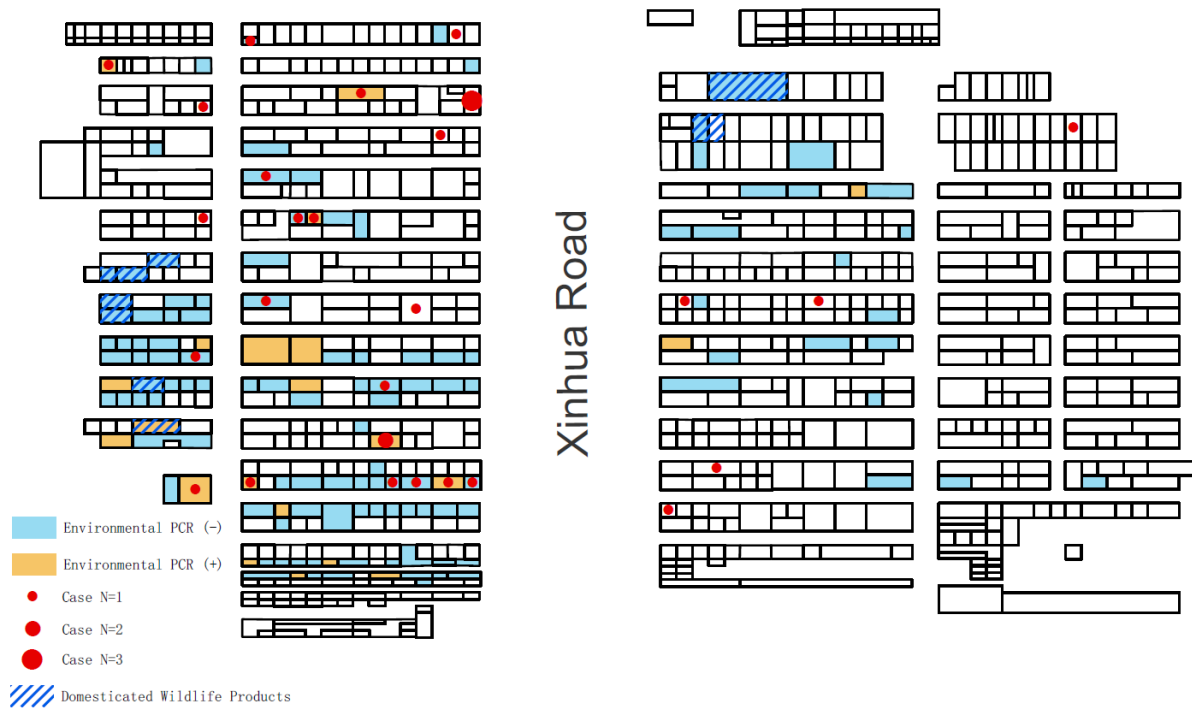 Xinhua Road
Environmental PCR (-)
Environmental PCR (+)
Case N=1
Case N=2
Case N=3
Domesticated Wildlife Products